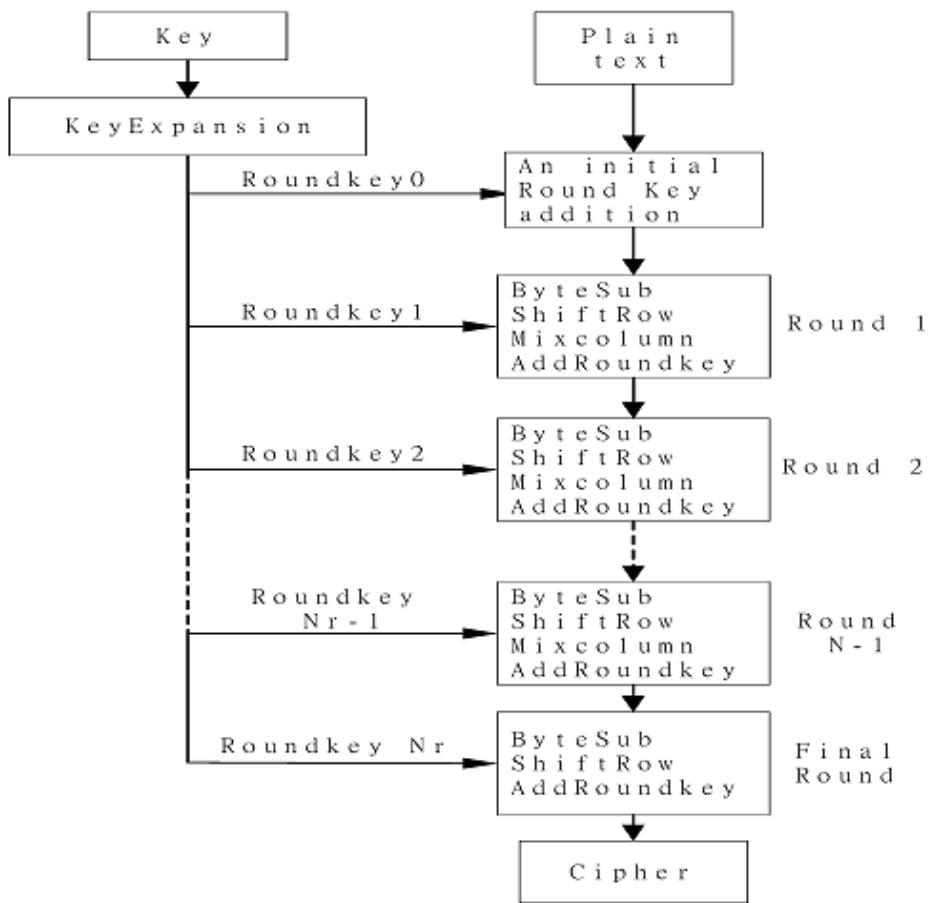 Key
Plain
text
KeyExpansion
Roundkey0
An initial
Round Key
addition
Roundkey1
ByteSub
ShiftRow
Mixcolumn
AddRoundkey
Round 1
Roundkey2
ByteSub
ShiftRow
Mixcolumn
AddRoundkey
Round 2
Roundkey
Nr-1
ByteSub
ShiftRow
Mixcolumn
AddRoundkey
Round
N-1
Roundkey Nr
ByteSub
ShiftRow
AddRoundkey
Final
Round
Cipher